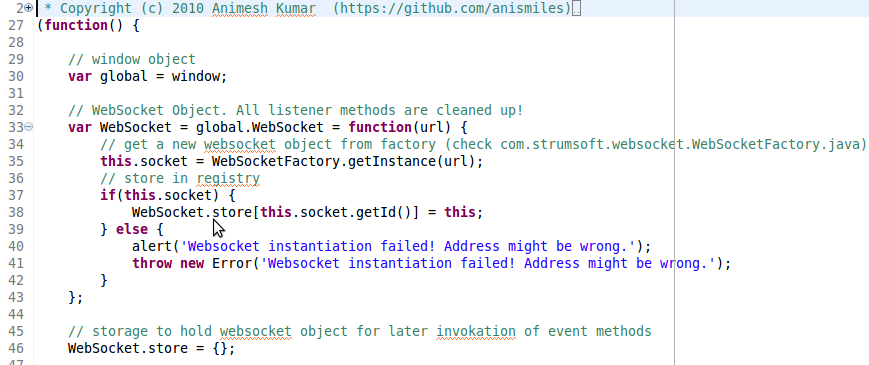 2 * Copyright (c) 2010 Animesh Kumar  (https://github.com/anismiles)
27 (function() {
28
29     // window object
30     var global = window;
31
32     // WebSocket Object. All listener methods are cleaned up!
33     var WebSocket = global.WebSocket = function(url) {
34         // get a new websocket object from factory (check com.strumsoft.websocket.WebSocketFactory.java)
35         this.socket = WebSocketFactory.getInstance(url);
36         // store in registry
37         if(this.socket) {
38             WebSocket.store[this.socket.getId()] = this;
39         } else {
40             alert('Websocket instantiation failed! Address might be wrong.');
41             throw new Error('Websocket instantiation failed! Address might be wrong.');
42         }
43     };
44
45     // storage to hold websocket object for later invokation of event methods
46     WebSocket.store = {};
47